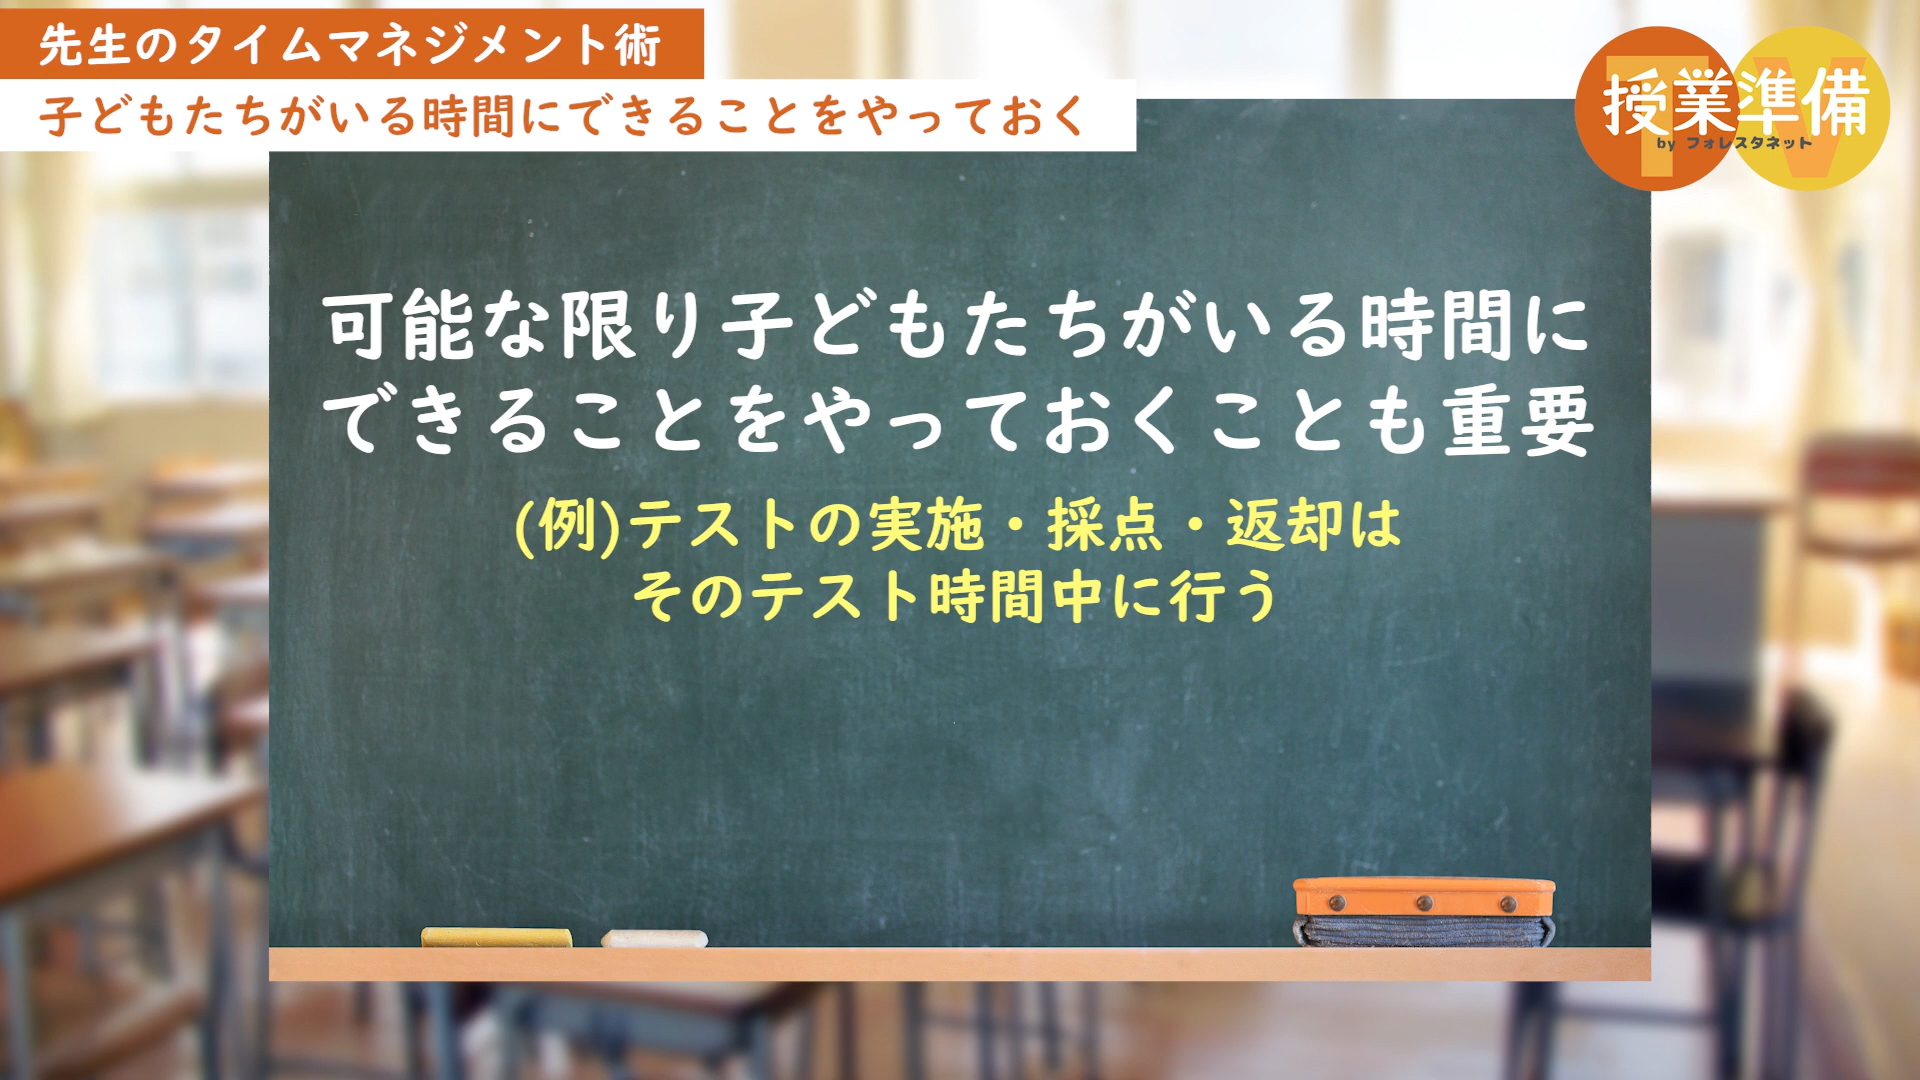 先生のタイムマネジメント術
子どもたちがいる時間にできることをやっておく
TV
授業準備
by フォレスタネット
可能な限り子どもたちがいる時間に
できることをやっておくことも重要
(例)テストの実施・採点・返却は
そのテスト時間中に行う